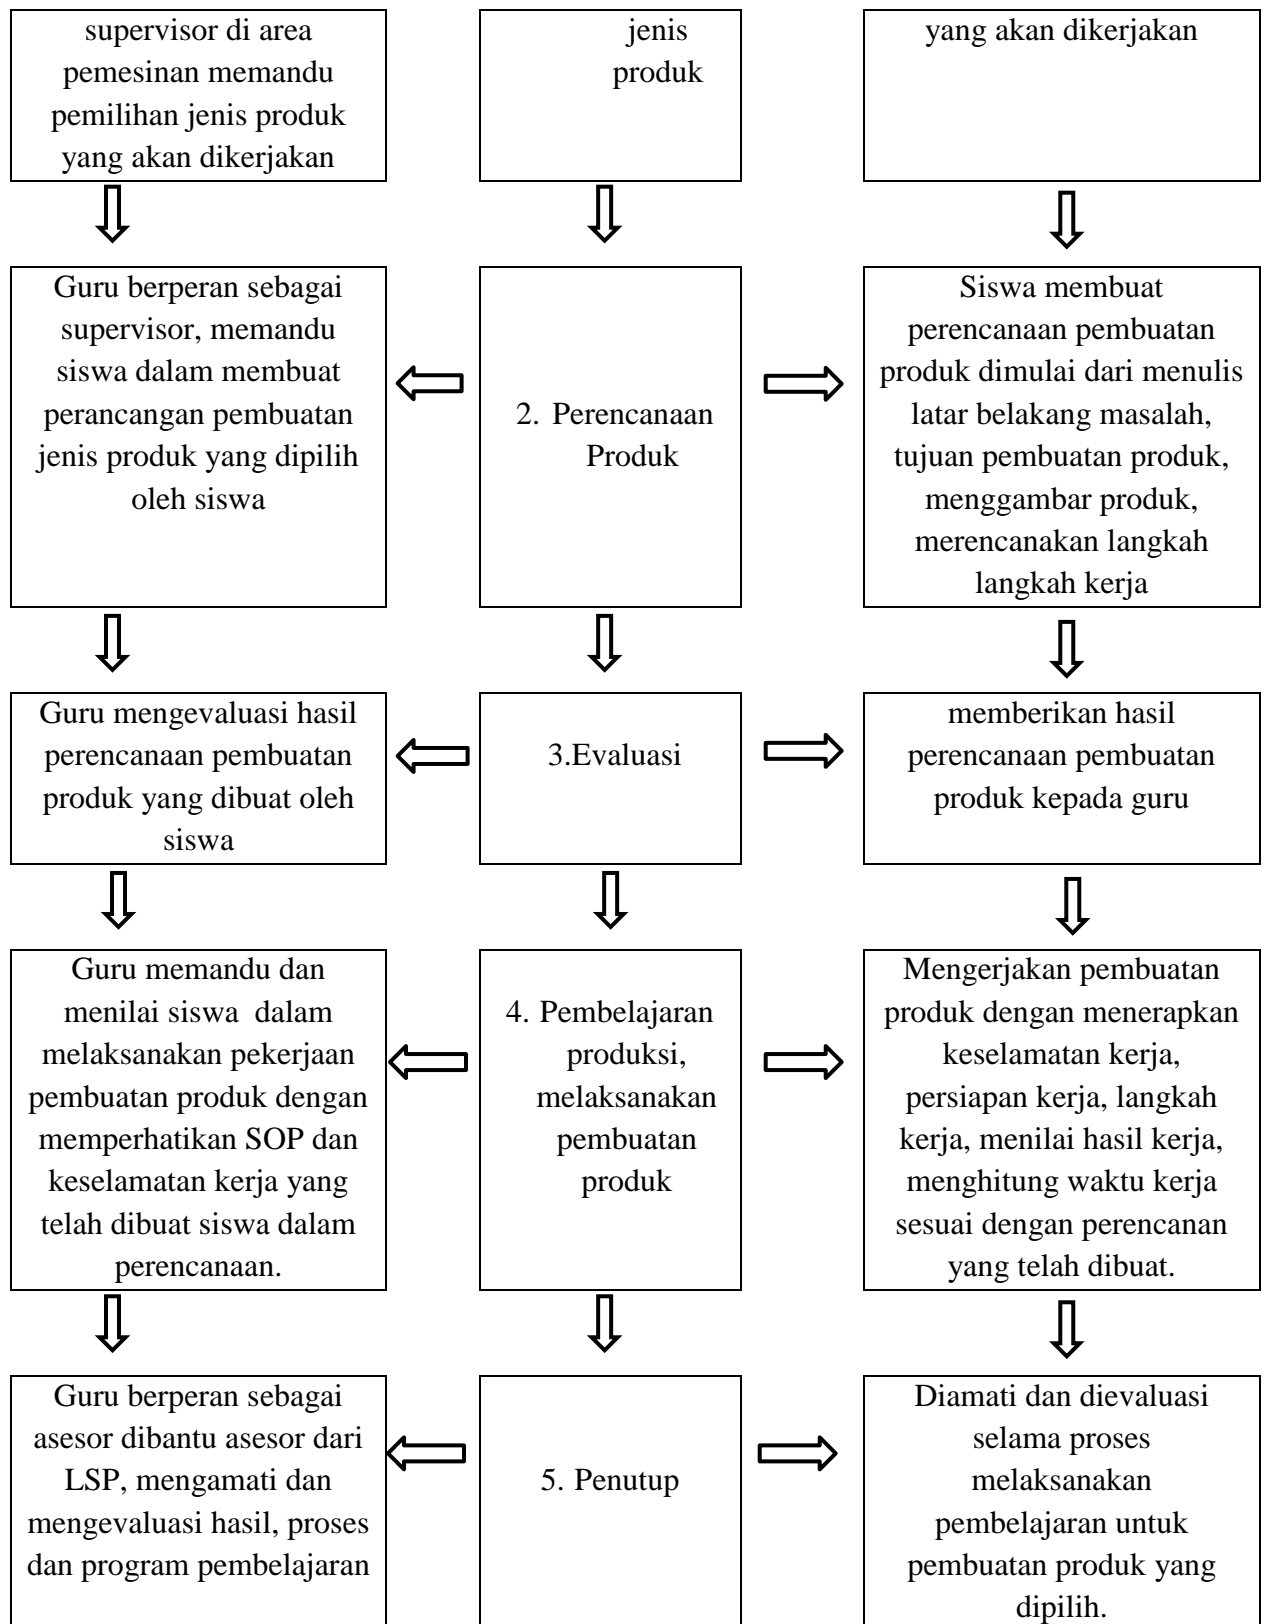 supervisor di area
pemesinan memandu
pemilihan jenis produk
yang akan dikerjakan
jenis
produk
yang akan dikerjakan
Guru berperan sebagai
supervisor, memandu
siswa dalam membuat
perancangan pembuatan
jenis produk yang dipilih
oleh siswa
2. Perencanaan
Produk
Siswa membuat
perencanaan pembuatan
produk dimulai dari menulis
latar belakang masalah,
tujuan pembuatan produk,
menggambar produk,
merencanakan langkah
langkah kerja
Guru mengevaluasi hasil
perencanaan pembuatan
produk yang dibuat oleh
siswa
3.Evaluasi
memberikan hasil
perencanaan pembuatan
produk kepada guru
Guru memandu dan
menilai siswa dalam
melaksanakan pekerjaan
pembuatan produk dengan
memperhatikan SOP dan
keselamatan kerja yang
telah dibuat siswa dalam
perencanaan.
4. Pembelajaran
produksi,
melaksanakan
pembuatan
produk
Mengerjakan pembuatan
produk dengan menerapkan
keselamatan kerja,
persiapan kerja, langkah
kerja, menilai hasil kerja,
menghitung waktu kerja
sesuai dengan perencanan
yang telah dibuat.
Guru berperan sebagai
asesor dibantu asesor dari
LSP, mengamati dan
mengevaluasi hasil, proses
dan program pembelajaran
5. Penutup
Diamati dan dievaluasi
selama proses
melaksanakan
pembelajaran untuk
pembuatan produk yang
dipilih.